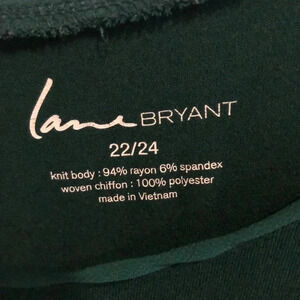 lane BRYANT
22/24
knit body : 94% rayon 6% spandex
woven chiffon : 100% polyester
made in Vietnam